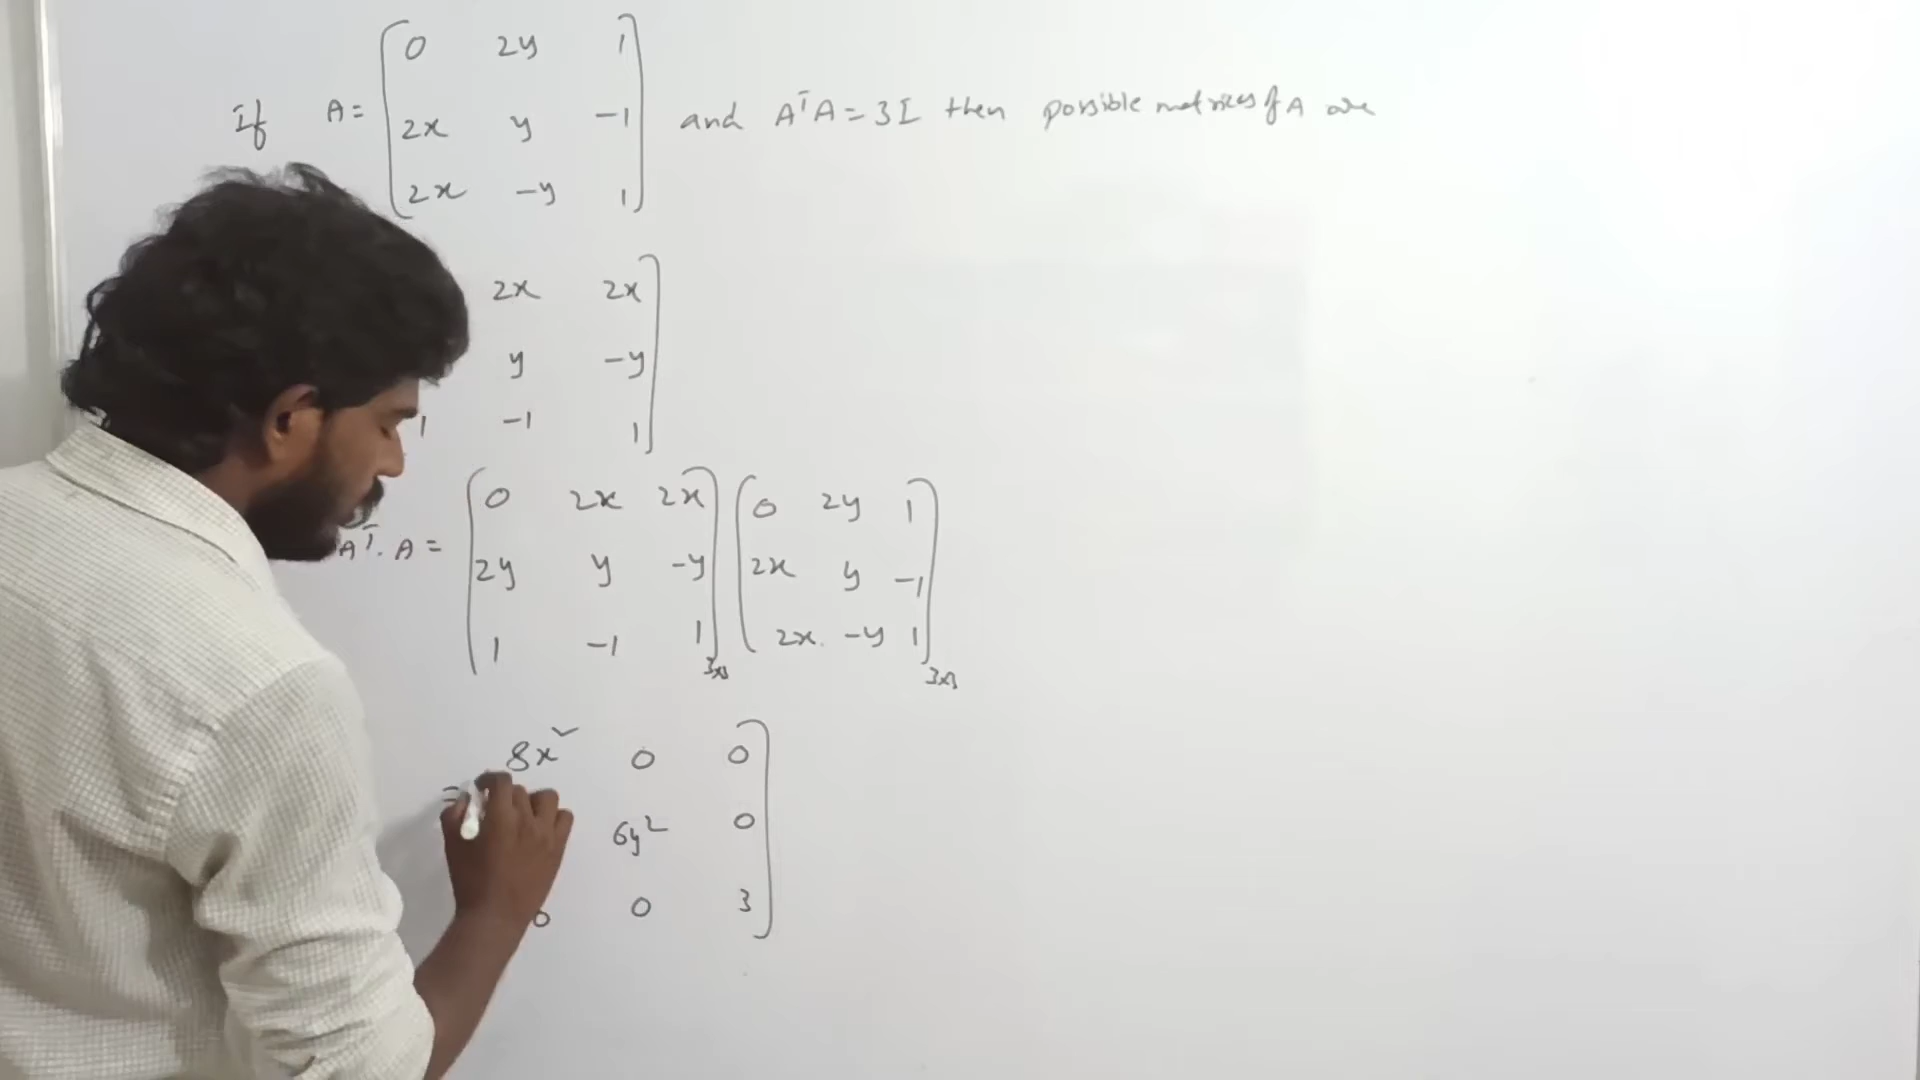 0 2y 1
If A= 2x y -1 and AᵀA=3I then possible matrices of A are
2x -y 1
2x 2x
y -y
1 -1 1
0 2x 2x 0 2y 1
Aᵀ. A = 2y y -y 2x y -1
1 -1 1 3x3 2x. -y 1 3x3
8x² 0 0
= 6y² 0
0 0 3